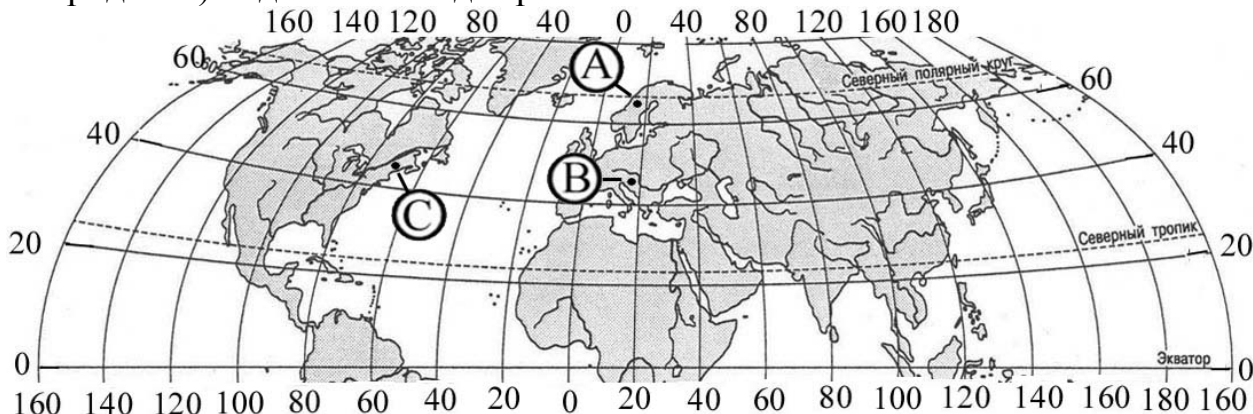 160 140 120 80 40 0 40 80 120 160 180
60 Северный полярный круг 60
A
40 40
B
C
20 Северный тропик 20
0 Экватор 0
160 140 120 100 80 60 40 20 0 20 40 60 80 100 120 140 160 180 160